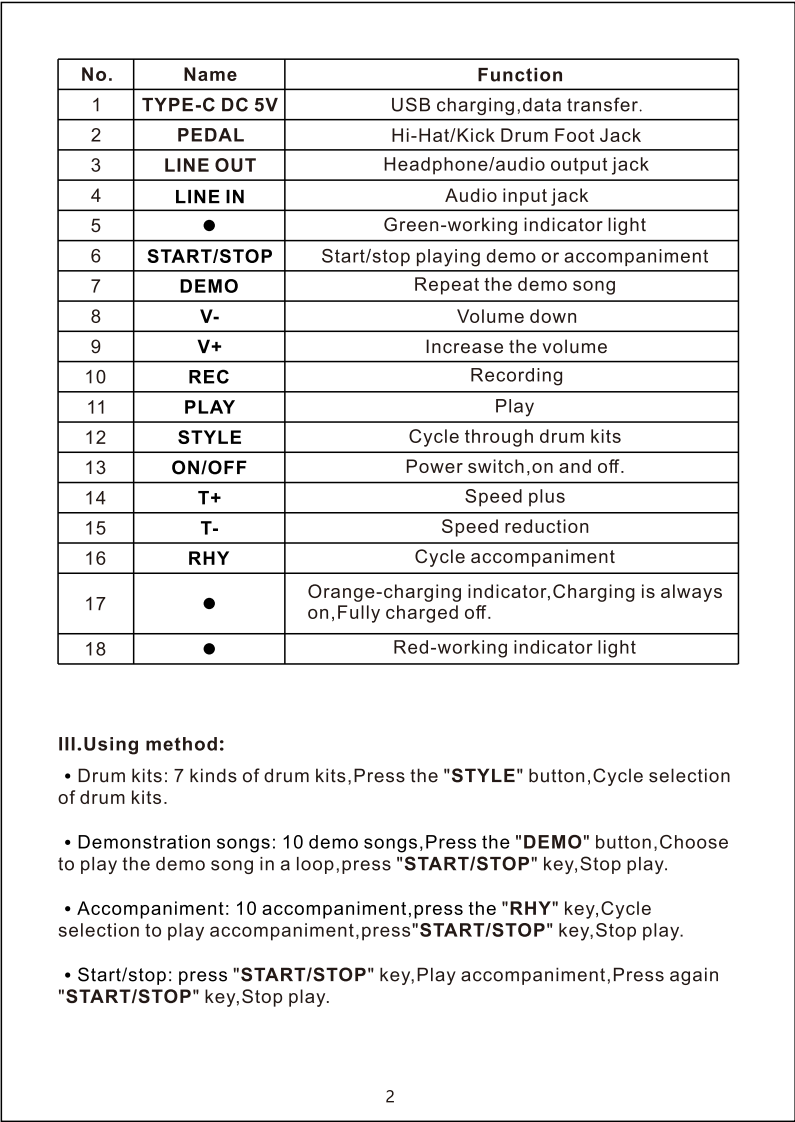 No. Name Function
1 TYPE-C DC 5V USB charging,data transfer.
2 PEDAL Hi-Hat/Kick Drum Foot Jack
3 LINE OUT Headphone/audio output jack
4 LINE IN Audio input jack
5 ● Green-working indicator light
6 START/STOP Start/stop playing demo or accompaniment
7 DEMO Repeat the demo song
8 V- Volume down
9 V+ Increase the volume
10 REC Recording
11 PLAY Play
12 STYLE Cycle through drum kits
13 ON/OFF Power switch,on and off.
14 T+ Speed plus
15 T- Speed reduction
16 RHY Cycle accompaniment
17 ● Orange-charging indicator,Charging is always
on,Fully charged off.
18 ● Red-working indicator light
III.Using method:
•Drum kits: 7 kinds of drum kits,Press the "STYLE" button,Cycle selection
of drum kits.
•Demonstration songs: 10 demo songs,Press the "DEMO" button,Choose
to play the demo song in a loop,press "START/STOP" key,Stop play.
•Accompaniment: 10 accompaniment,press the "RHY" key,Cycle
selection to play accompaniment,press"START/STOP" key,Stop play.
•Start/stop: press "START/STOP" key,Play accompaniment,Press again
"START/STOP" key,Stop play.
2